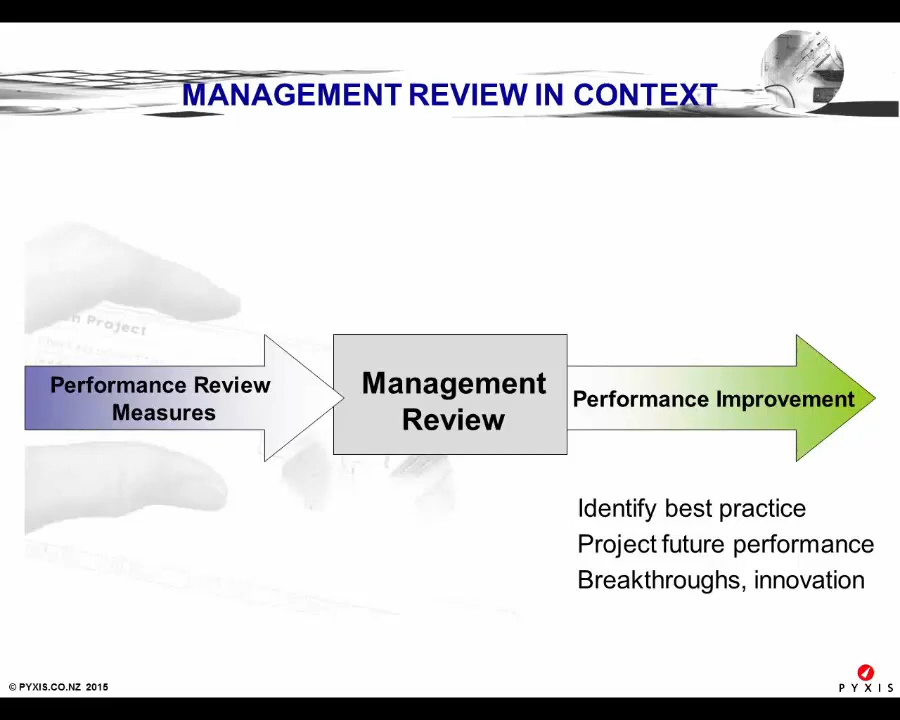 MANAGEMENT REVIEW IN CONTEXT
n Project
Performance Review
Measures
Management
Review
Performance Improvement
Identify best practice
Project future performance
Breakthroughs, innovation
© PYXIS.CO.NZ 2015
PYXIS